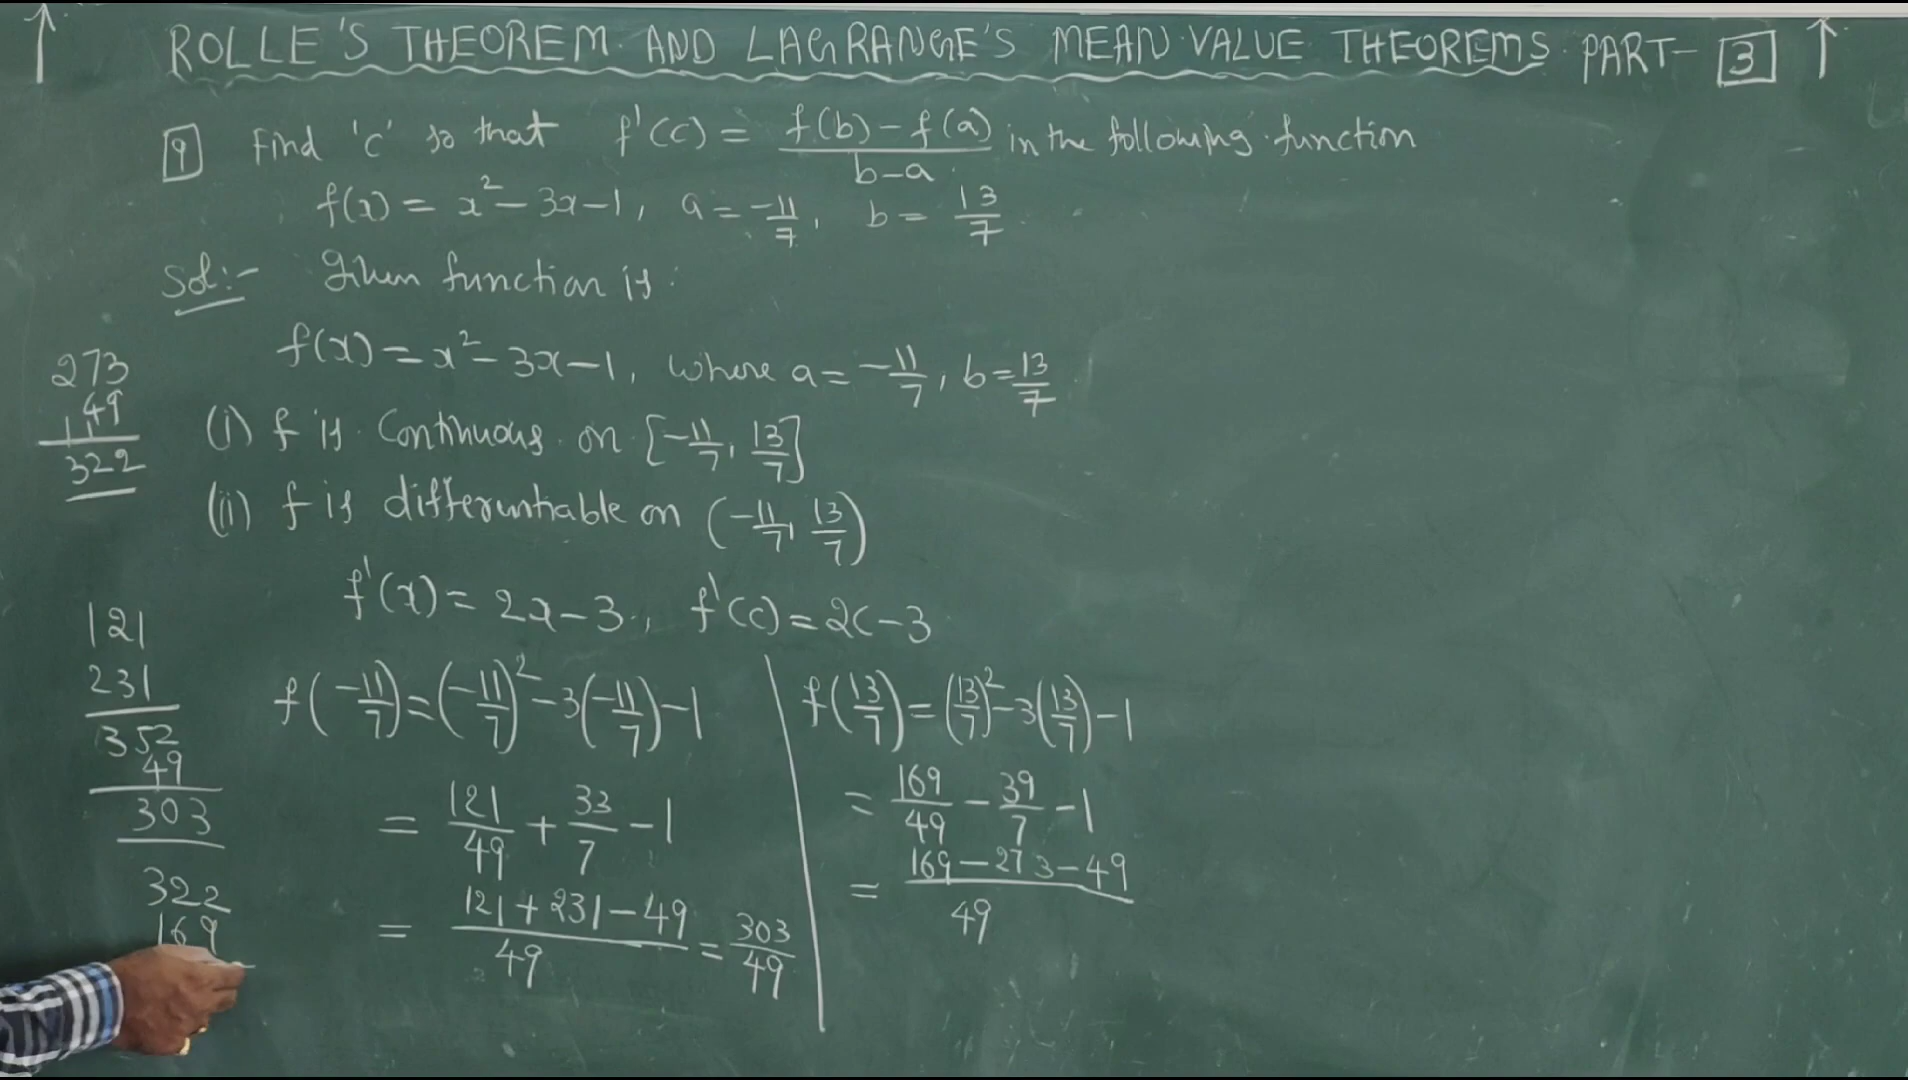 ↑ ROLLE'S THEOREM AND LAGRANGE'S MEAN VALUE THEOREMS PART- 3 ↑
9 Find 'c' so that f'(c) = f(b)-f(a) / b-a in the following function
f(x) = x²-3x-1, a = -11/7, b = 13/7
Sol:- given function is
f(x) = x²-3x-1, where a = -11/7, b = 13/7
(i) f is continuous on [-11/7, 13/7]
(ii) f is differentiable on (-11/7, 13/7)
f'(x) = 2x-3, f'(c) = 2c-3
f(-11/7) = (-11/7)² -3(-11/7) -1
= 121/49 + 33/7 - 1
= 121+231-49 / 49 = 303/49
f(13/7) = (13/7)² -3(13/7) -1
= 169/49 - 39/7 - 1
= 169-273-49 / 49
273
49
322
121
231
352
49
303
322
169